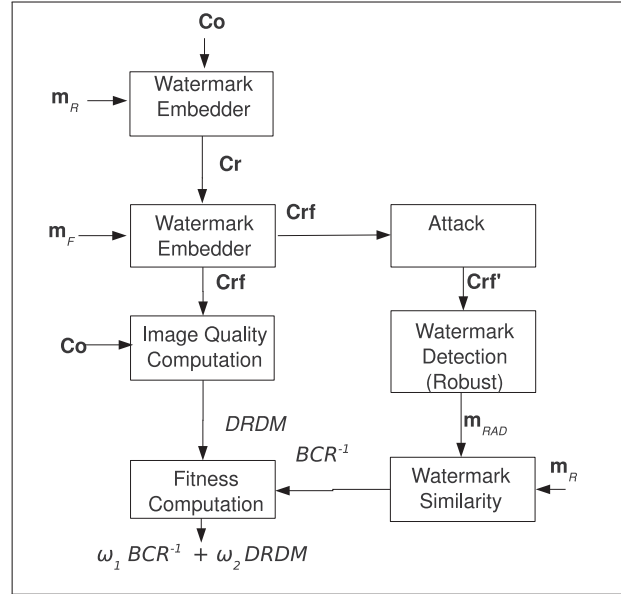 Co
Watermark
Embedder
m_R
Cr
Watermark
Embedder
m_F
Crf
Attack
Crf
Crf'
Co
Image Quality
Computation
Watermark
Detection
(Robust)
DRDM
m_RAD
BCR^-1
Fitness
Computation
Watermark
Similarity
m_R
ω_1 BCR^-1 + ω_2 DRDM